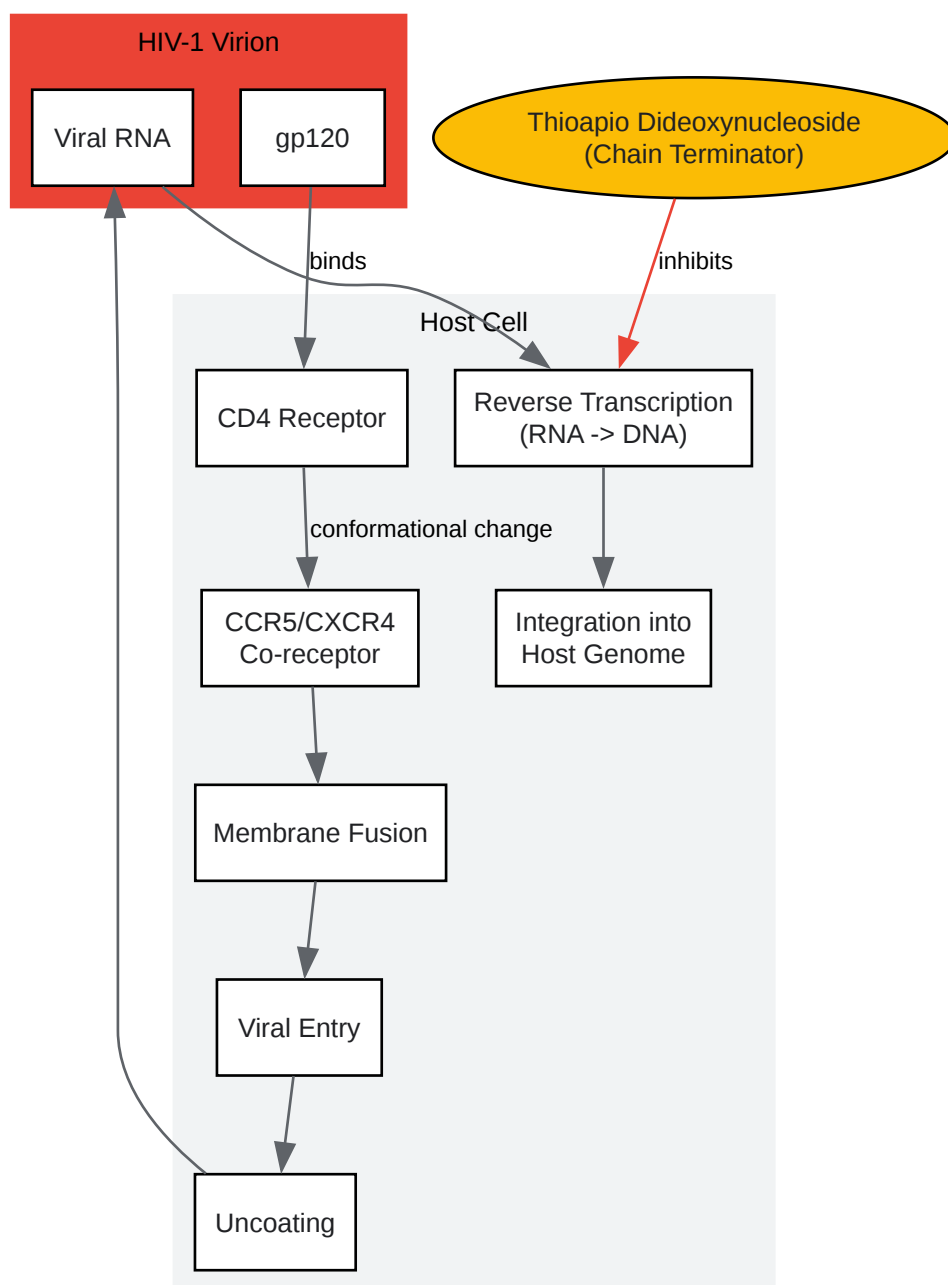 HIV-1 Virion
Viral RNA
gp120
Thioapio Dideoxynucleoside
(Chain Terminator)
binds
inhibits
Host Cell
CD4 Receptor
Reverse Transcription
(RNA -> DNA)
conformational change
CCR5/CXCR4
Co-receptor
Integration into
Host Genome
Membrane Fusion
Viral Entry
Uncoating